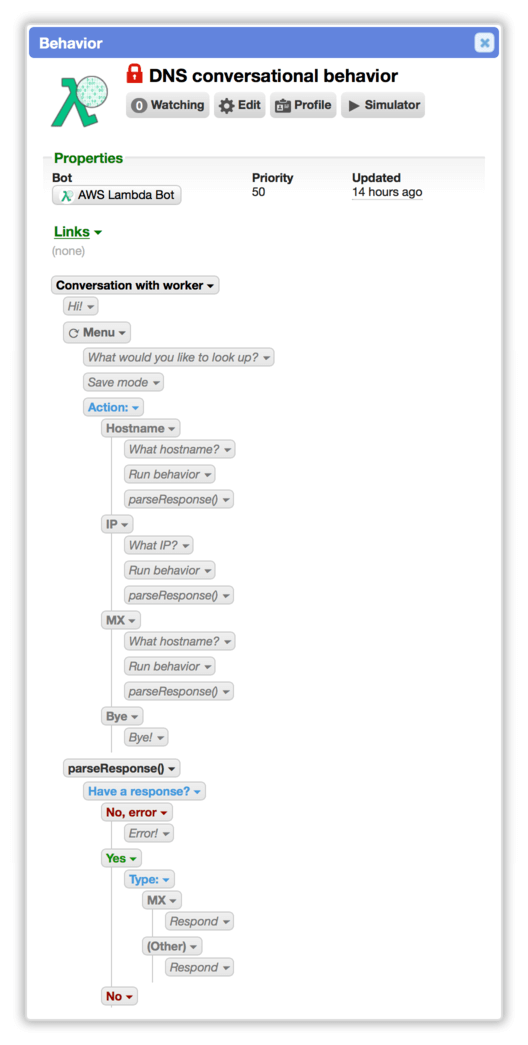 Behavior
DNS conversational behavior
0 Watching Edit Profile Simulator
Properties
Bot Priority Updated
AWS Lambda Bot 50 14 hours ago
Links
(none)
Conversation with worker
Hi!
Menu
What would you like to look up?
Save mode
Action:
Hostname
What hostname?
Run behavior
parseResponse()
IP
What IP?
Run behavior
parseResponse()
MX
What hostname?
Run behavior
parseResponse()
Bye
Bye!
parseResponse()
Have a response?
No, error
Error!
Yes
Type:
MX
Respond
(Other)
Respond
No